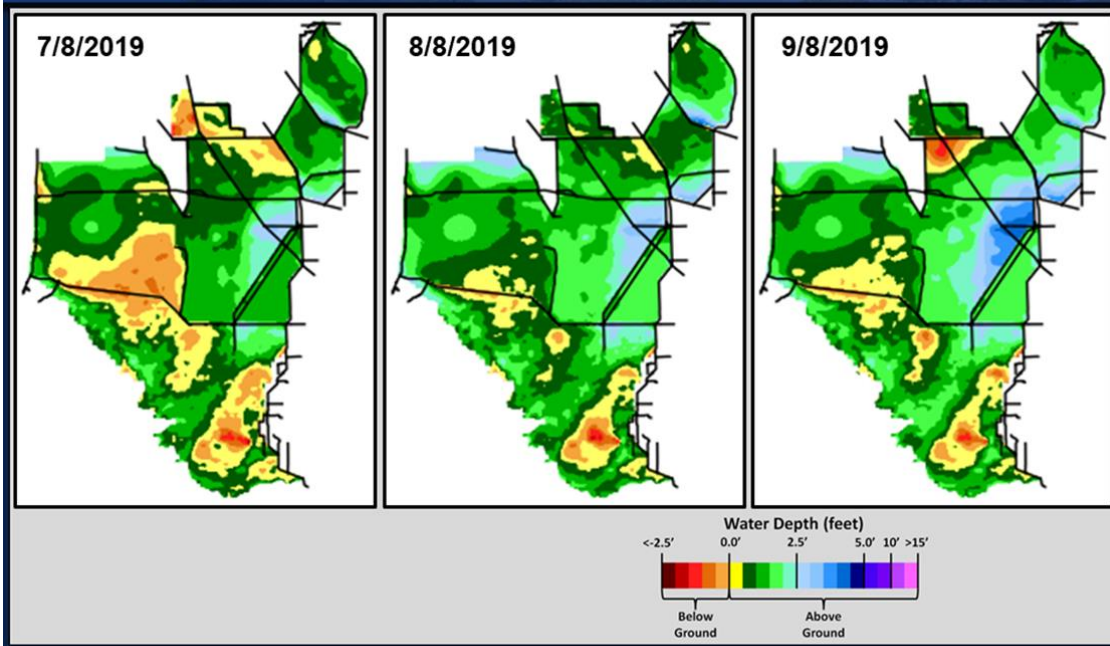 7/8/2019
8/8/2019
9/8/2019
Water Depth (feet)
<-2.5' 0.0' 2.5' 5.0' 10' >15'
Below Ground
Above Ground